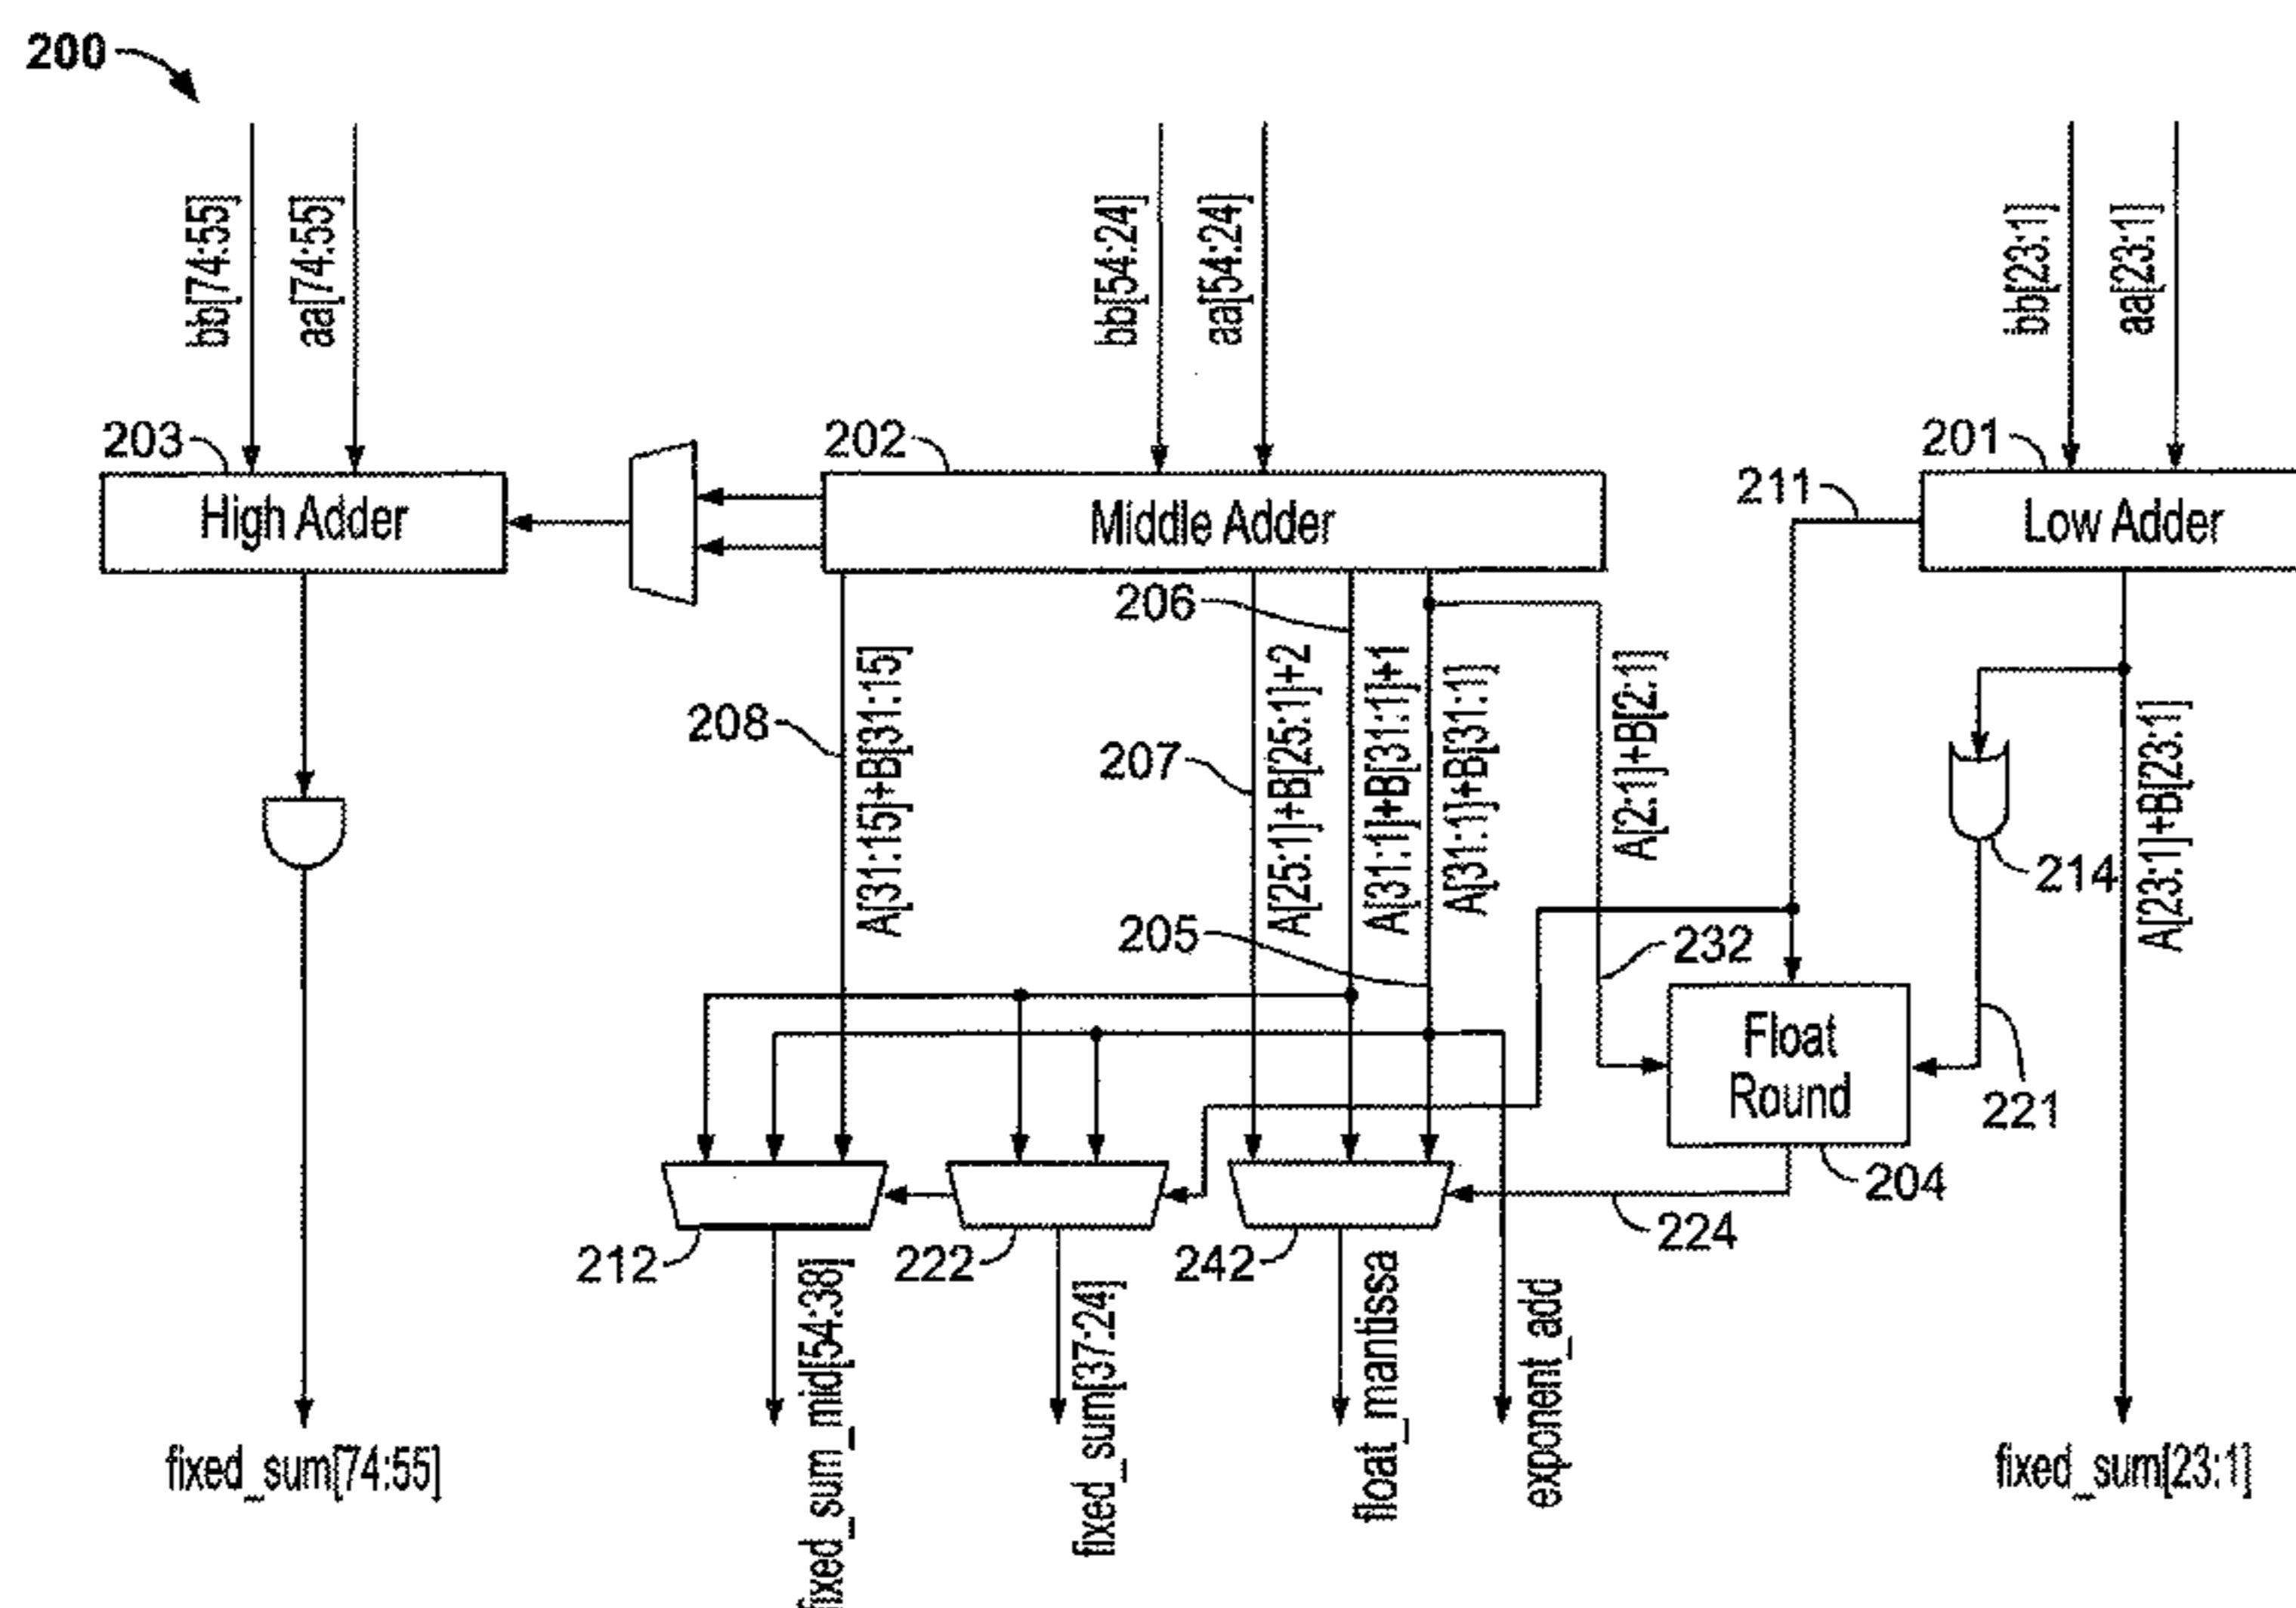 200
bb[74:55]
aa[74:55]
bb[54:24]
aa[54:24]
bb[23:1]
aa[23:1]
203
202
201
211
High Adder
Middle Adder
Low Adder
206
208
207
205
A[31:15]+B[31:15]
A[25:1]+B[25:1]+2
A[31:1]+B[31:1]+1
A[31:1]+B[31:1]
A[2:1]+B[2:1]
A[23:1]+B[23:1]
214
232
Float
Round
221
204
224
212
222
242
fixed_sum[74:55]
fixed_sum_mid[54:38]
fixed_sum[37:24]
float_mantissa
exponent_add
fixed_sum[23:1]